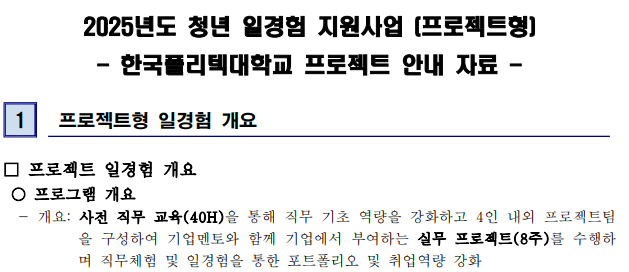 2025년도 청년 일경험 지원사업 (프로젝트형)
- 한국폴리텍대학교 프로젝트 안내 자료 -
1 프로젝트형 일경험 개요
□ 프로젝트 일경험 개요
○ 프로그램 개요
- 개요: 사전 직무 교육(40H)을 통해 직무 기초 역량을 강화하고 4인 내외 프로젝트팀
을 구성하여 기업멘토와 함께 기업에서 부여하는 실무 프로젝트(8주)를 수행하
며 직무체험 및 일경험을 통한 포트폴리오 및 취업역량 강화